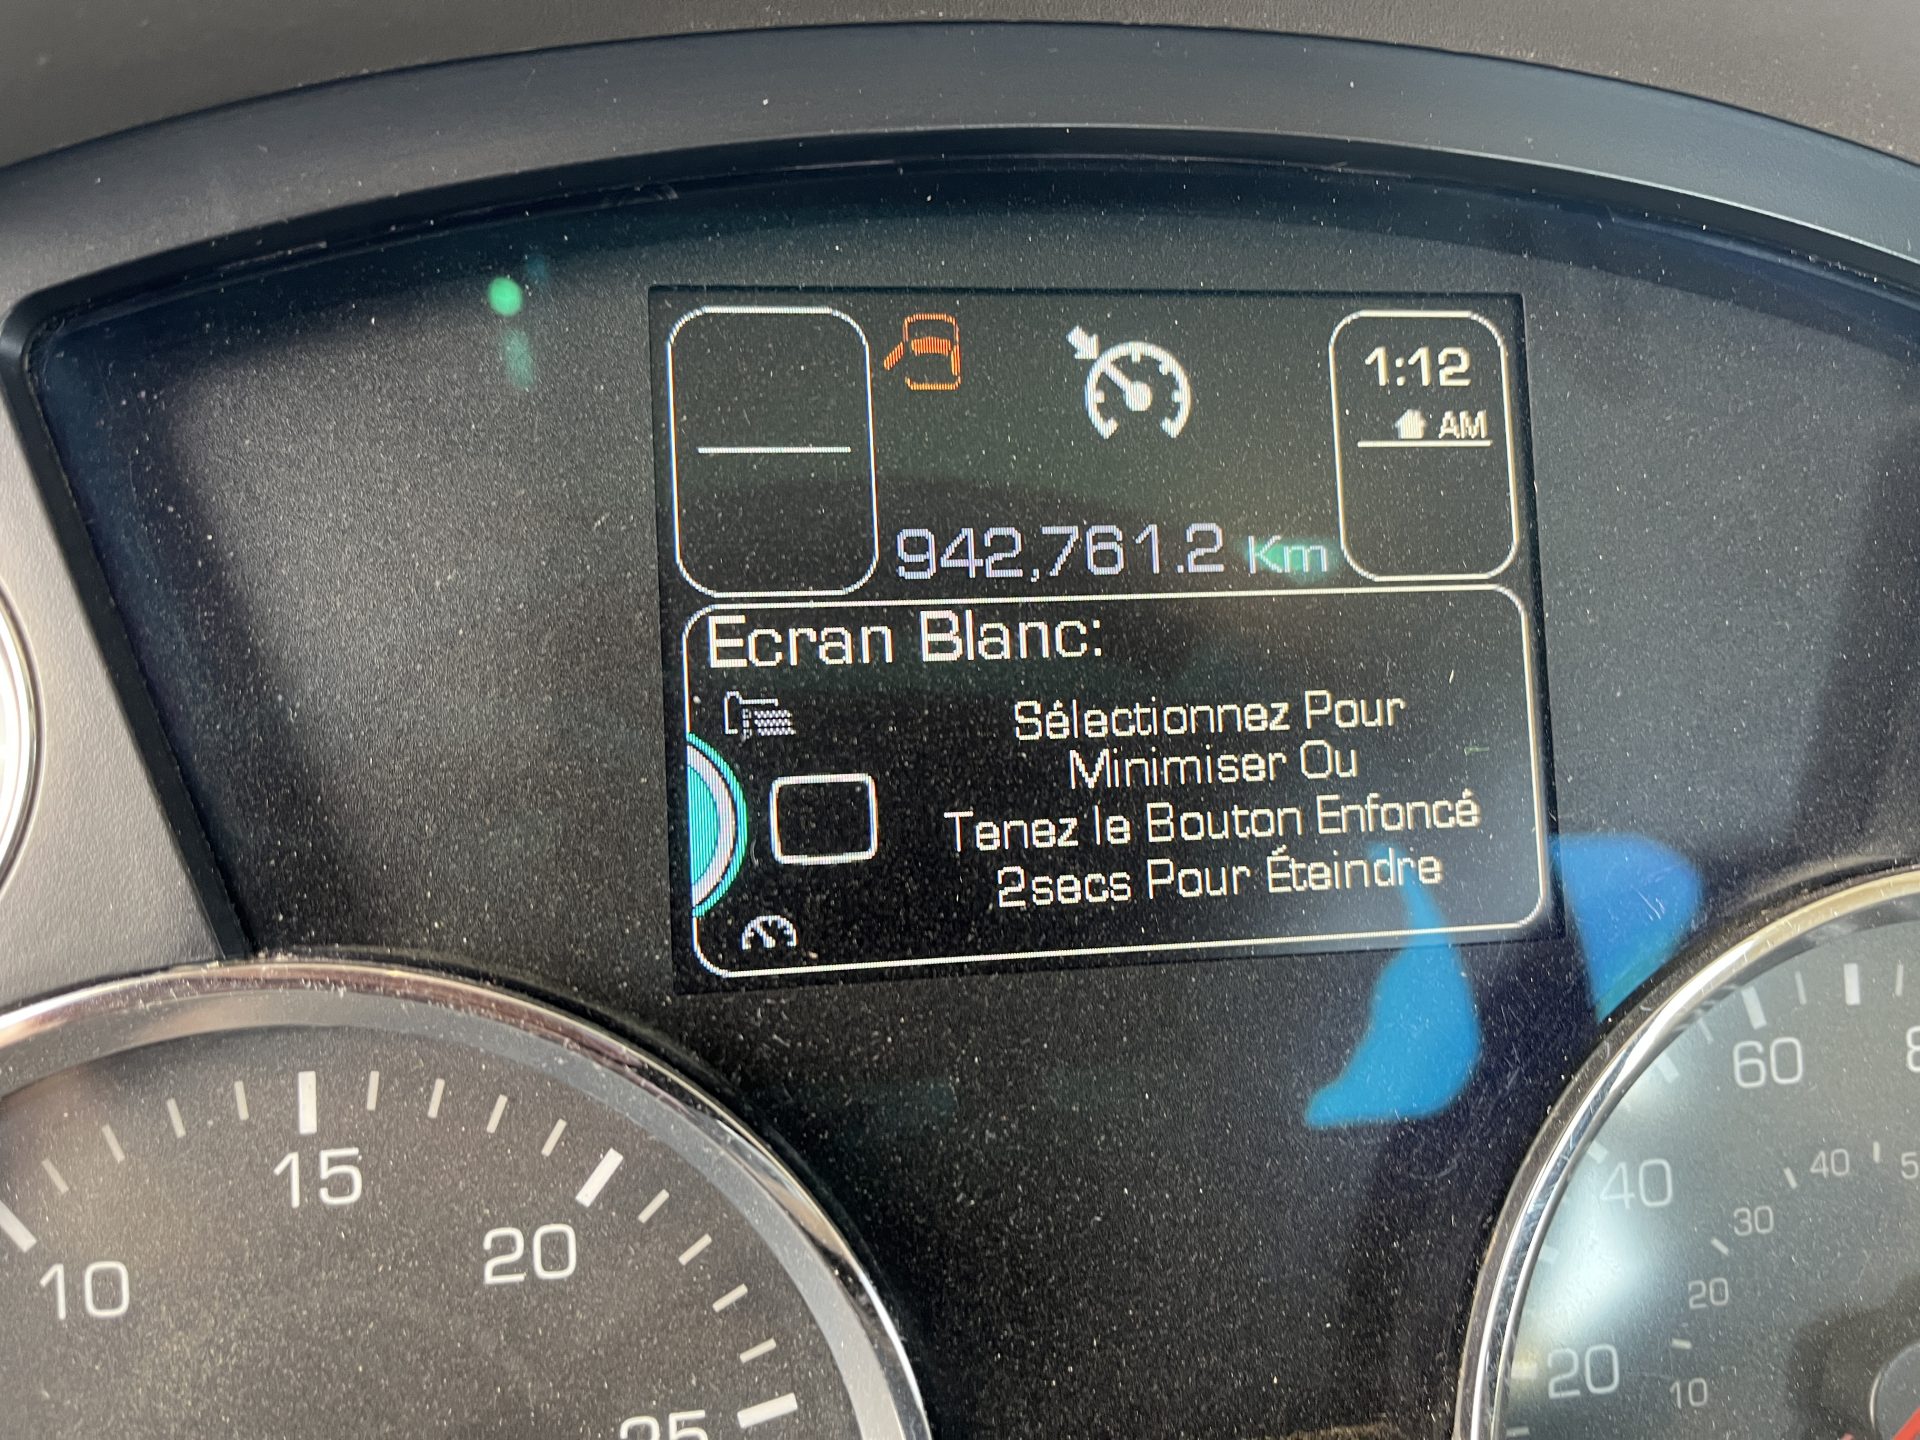 1:12
AM
942,761.2 Km
Ecran Blanc:
Sélectionnez Pour
Minimiser Ou
Tenez le Bouton Enfoncé
2secs Pour Éteindre
10
15
20
25
20
40
60
10
20
30
40